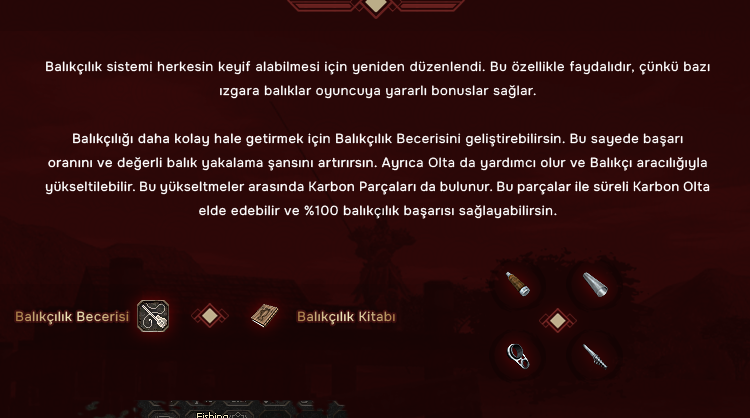 Balıkçılık sistemi herkesin keyif alabilmesi için yeniden düzenlendi. Bu özellikle faydalıdır, çünkü bazı
ızgara balıklar oyuncuya yararlı bonuslar sağlar.
Balıkçılığı daha kolay hale getirmek için Balıkçılık Becerisini geliştirebilirsin. Bu sayede başarı
oranını ve değerli balık yakalama şansını artırırsın. Ayrıca Olta da yardımcı olur ve Balıkçı aracılığıyla
yükseltilebilir. Bu yükseltmeler arasında Karbon Parçaları da bulunur. Bu parçalar ile süreli Karbon Olta
elde edebilir ve %100 balıkçılık başarısı sağlayabilirsin.
Balıkçılık Becerisi
Balıkçılık Kitabı
Fishing